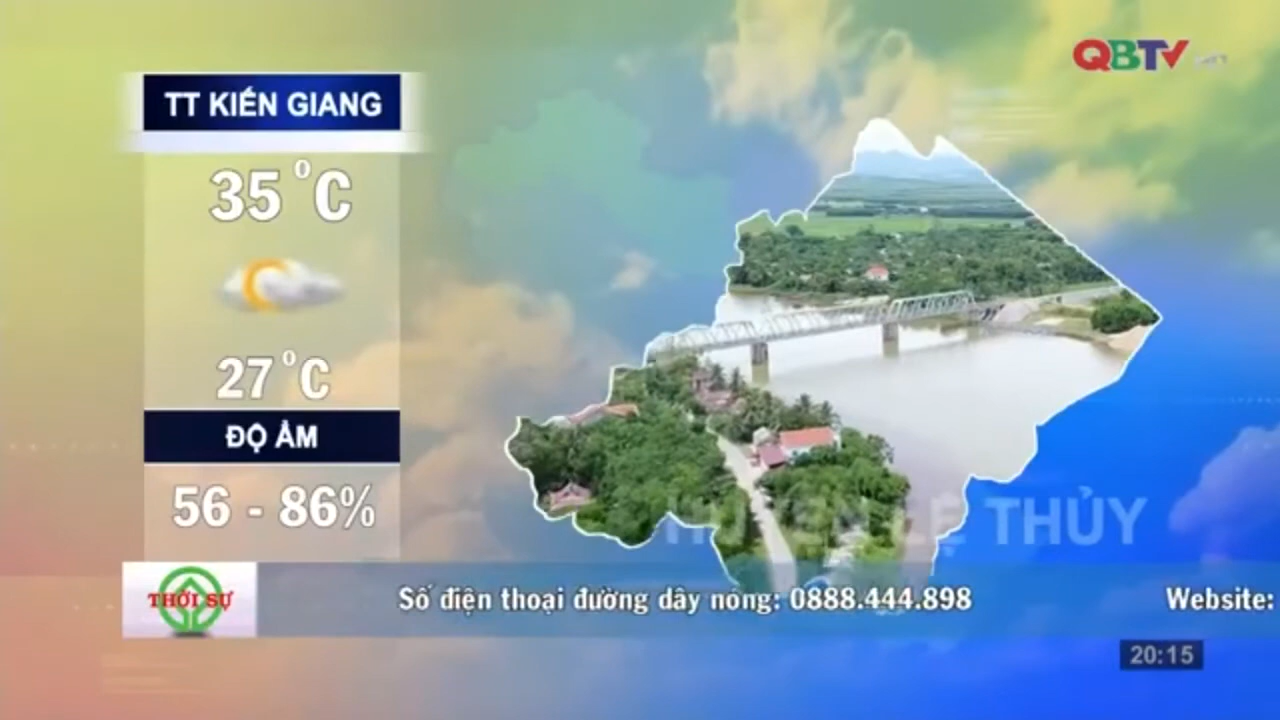 QBTV
TT KIẾN GIANG
35°C
27°C
ĐỘ ẨM
56 - 86%
HUYỆN LỆ THỦY
THỜI SỰ
Số điện thoại đường dây nóng: 0888.444.898
Website:
20:15